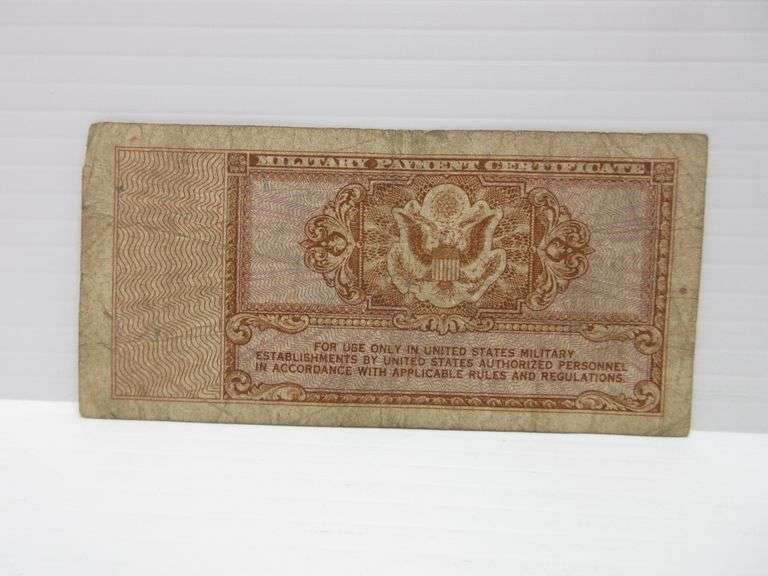 MILITARY PAYMENT CERTIFICATE
FOR USE ONLY IN UNITED STATES MILITARY
ESTABLISHMENTS BY UNITED STATES AUTHORIZED PERSONNEL
IN ACCORDANCE WITH APPLICABLE RULES AND REGULATIONS.